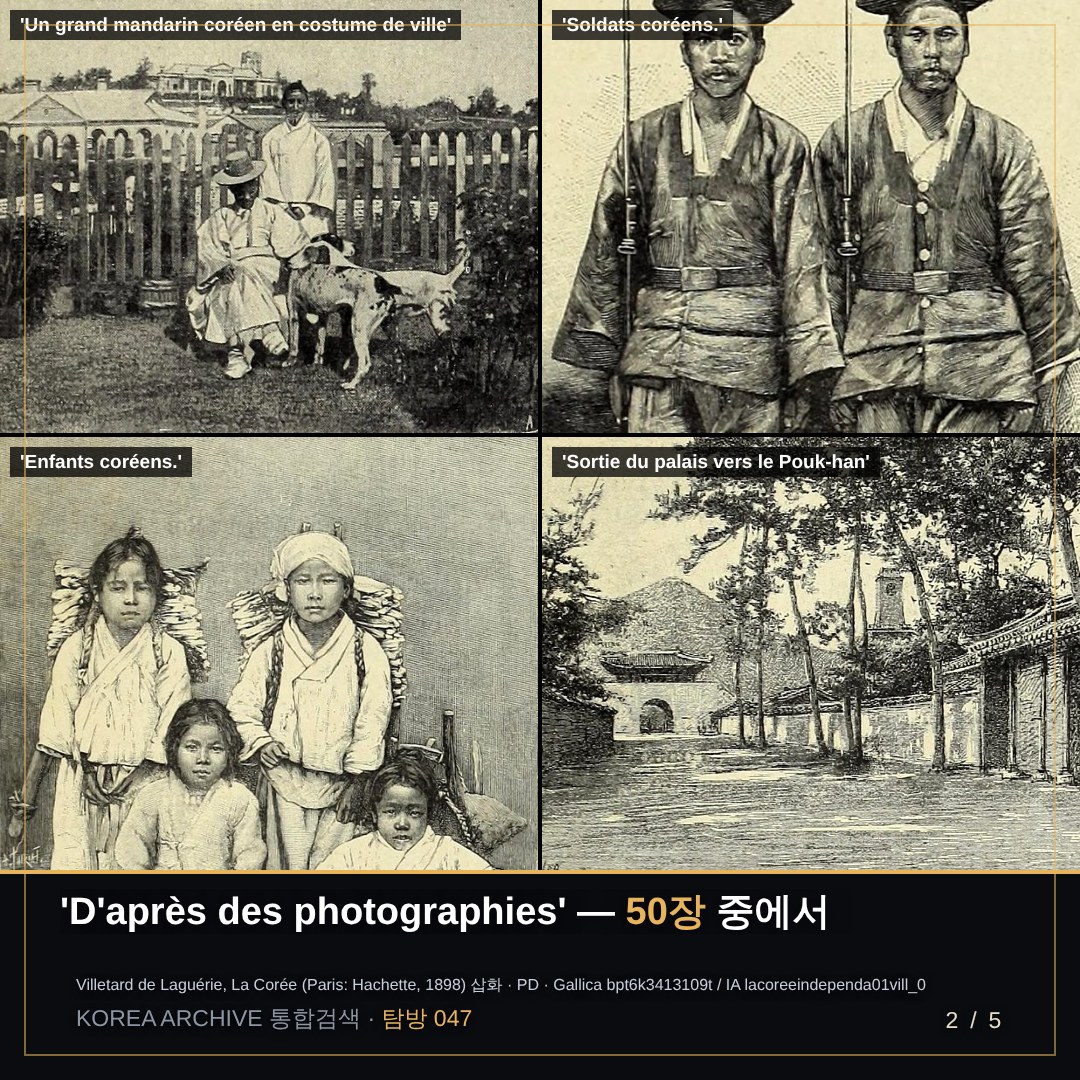 'Un grand mandarin coréen en costume de ville'
'Soldats coréens.'
'Enfants coréens.'
'Sortie du palais vers le Pouk-han'
'D'après des photographies' — 50장 중에서
Villetard de Laguérie, La Corée (Paris: Hachette, 1898) 삽화 · PD · Gallica bpt6k3413109t / IA lacoreeindependa01vill_0
KOREA ARCHIVE 통합검색 · 탐방 047
2 / 5